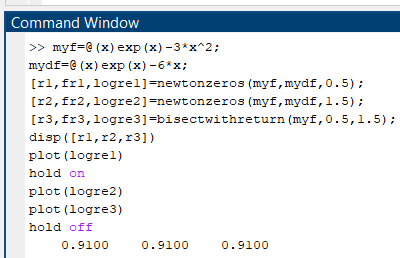 Command Window
>> myf=@(x)exp(x)-3*x^2;
mydf=@(x)exp(x)-6*x;
[r1,fr1,logre1]=newtonzeros(myf,mydf,0.5);
[r2,fr2,logre2]=newtonzeros(myf,mydf,1.5);
[r3,fr3,logre3]=bisectwithreturn(myf,0.5,1.5);
disp([r1,r2,r3])
plot(logre1)
hold on
plot(logre2)
plot(logre3)
hold off
0.9100    0.9100    0.9100